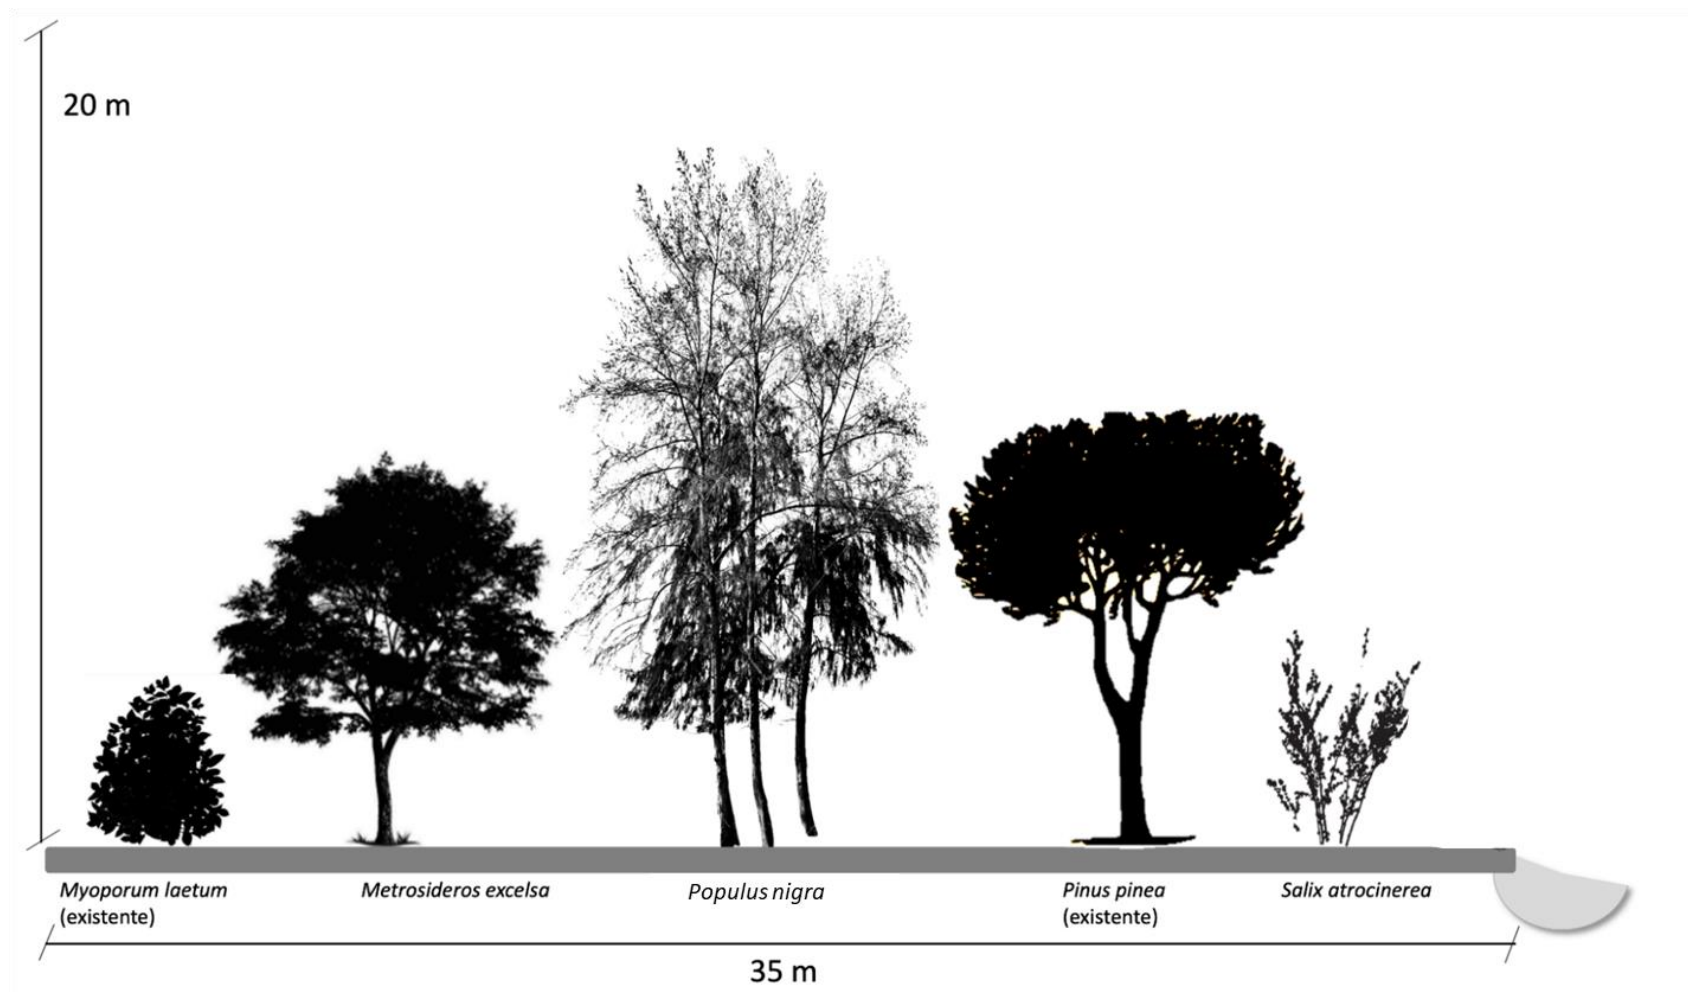 20 m
Myoporum laetum
(existente)
Metrosideros excelsa
Populus nigra
Pinus pinea
(existente)
Salix atrocinerea
35 m